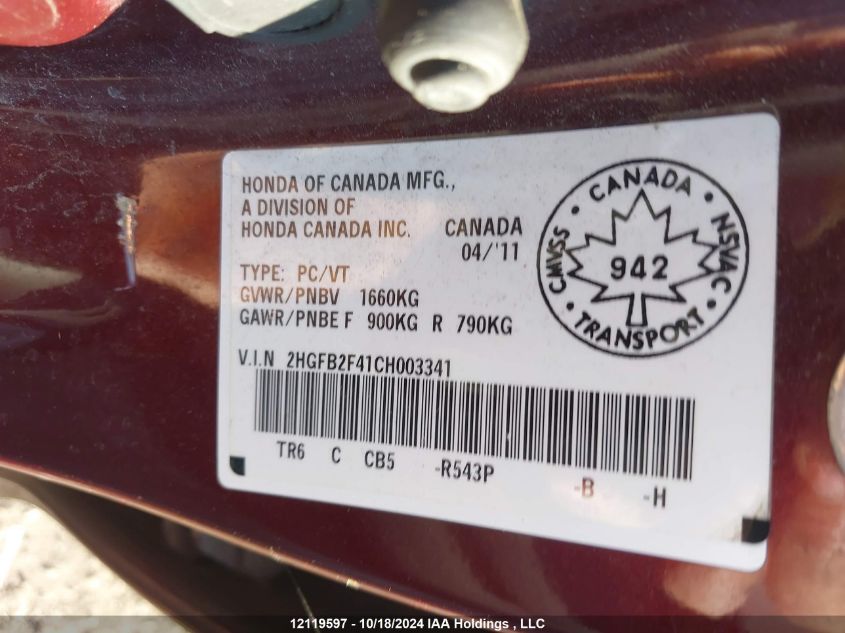 HONDA OF CANADA MFG.,
A DIVISION OF
HONDA CANADA INC. CANADA
04/'11
TYPE: PC/VT
GVWR/PNBV 1660KG
GAWR/PNBE F 900KG R 790KG
V.I.N 2HGFB2F41CH003341
TR6 C CB5 -R543P -B -H
CANADA
CMVSS • 942 • NSVAC
TRANSPORT
12119597 - 10/18/2024 IAA Holdings , LLC